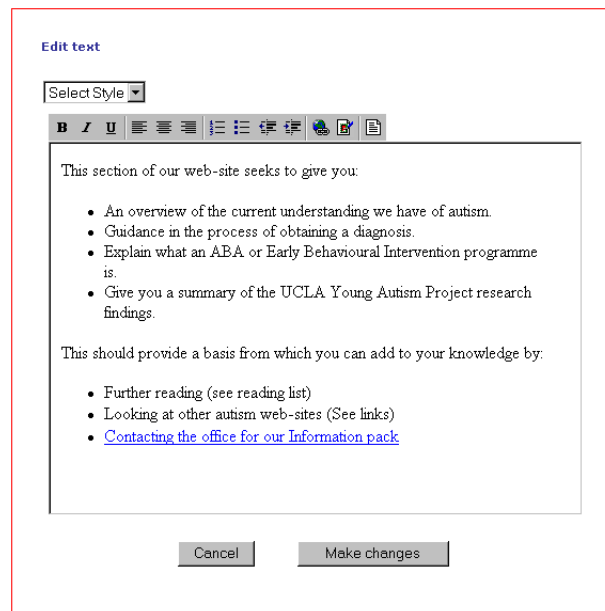 Edit text
Select Style
B I U
This section of our web-site seeks to give you:
• An overview of the current understanding we have of autism.
• Guidance in the process of obtaining a diagnosis.
• Explain what an ABA or Early Behavioural Intervention programme
is.
• Give you a summary of the UCLA Young Autism Project research
findings.
This should provide a basis from which you can add to your knowledge by:
• Further reading (see reading list)
• Looking at other autism web-sites (See links)
• Contacting the office for our Information pack
Cancel Make changes